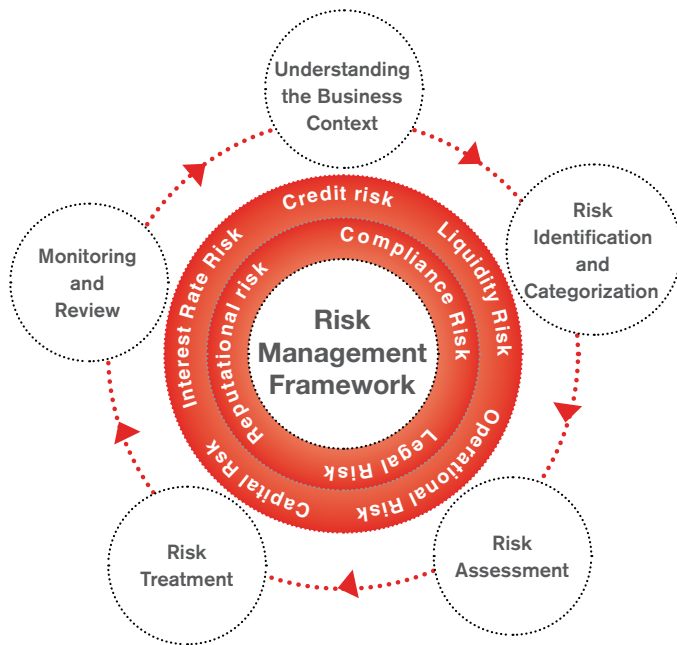 Understanding
the Business
Context
Risk
Identification
and
Categorization
Risk
Assessment
Risk
Treatment
Monitoring
and
Review
Credit risk
Liquidity Risk
Operational Risk
Capital Rsk
Interest Rate Risk
Compliance Risk
Legal Risk
Reputational risk
Risk
Management
Framework